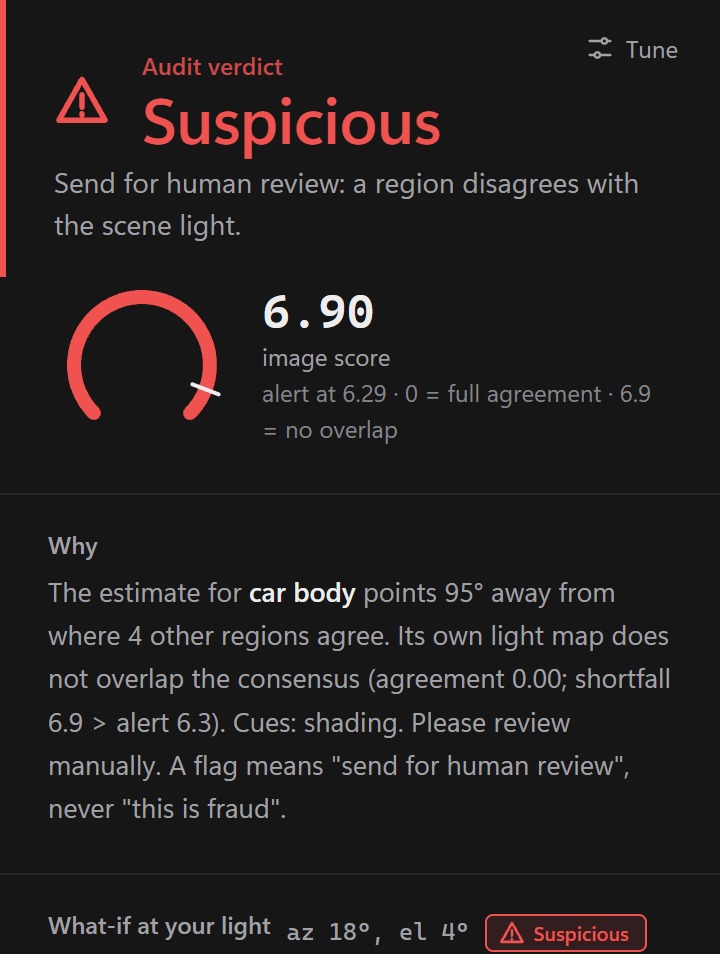 Tune
Audit verdict
Suspicious
Send for human review: a region disagrees with
the scene light.
6.90
image score
alert at 6.29 · 0 = full agreement · 6.9
= no overlap
Why
The estimate for car body points 95° away from
where 4 other regions agree. Its own light map does
not overlap the consensus (agreement 0.00; shortfall
6.9 > alert 6.3). Cues: shading. Please review
manually. A flag means "send for human review",
never "this is fraud".
What-if at your light az 18°, el 4° Suspicious